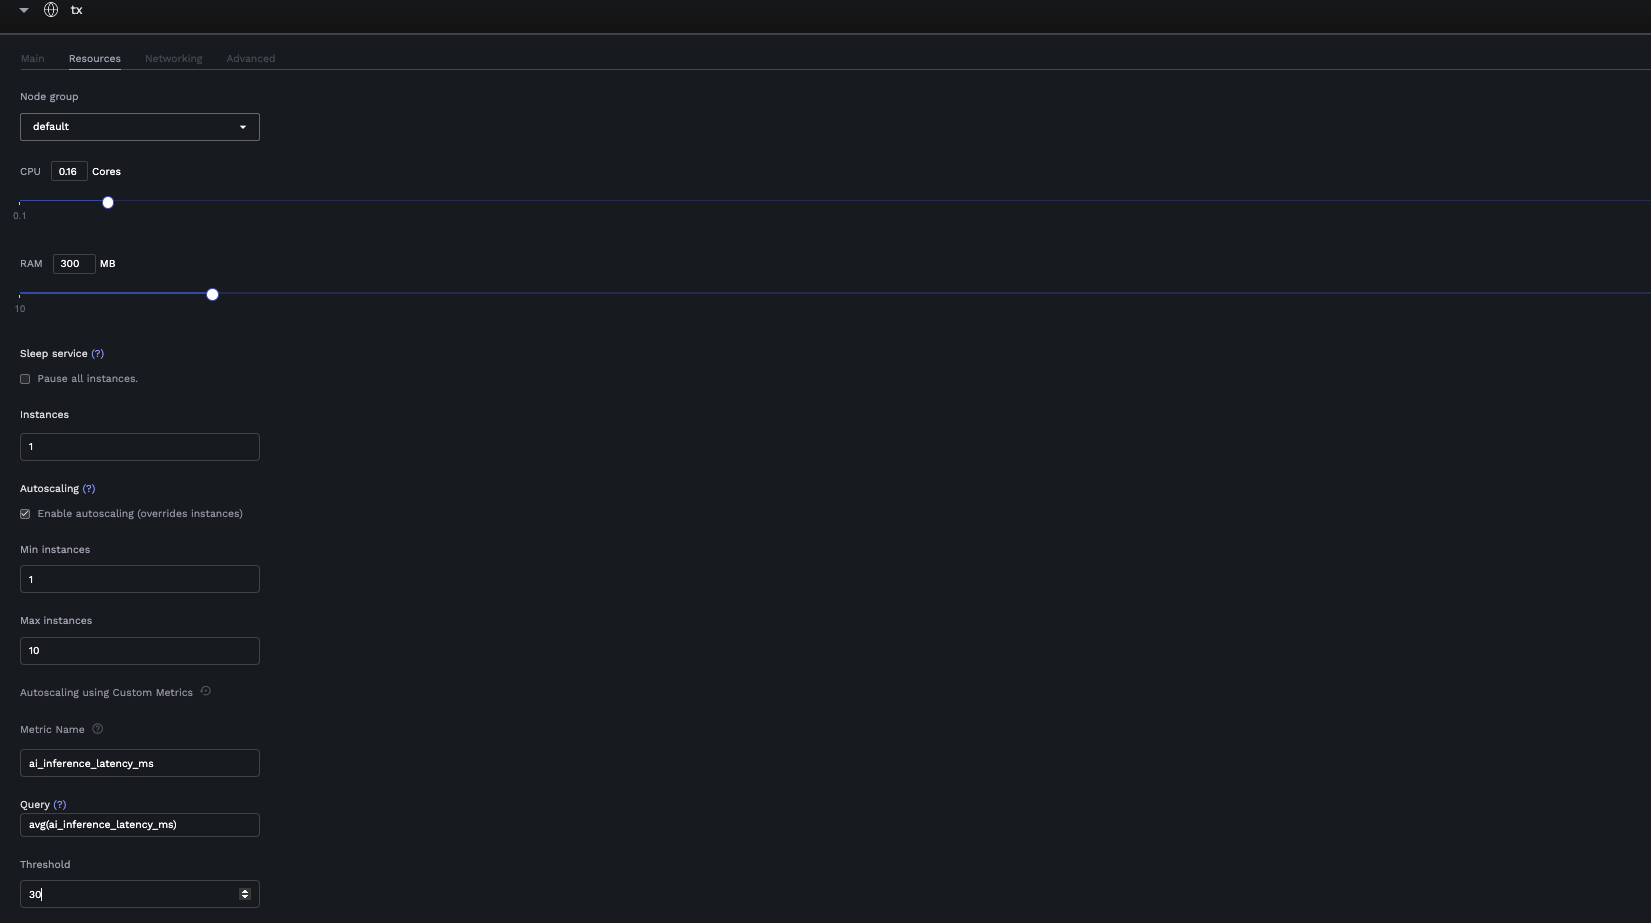 tx
Main Resources Networking Advanced
Node group
default
CPU 0.16 Cores
0.1
RAM 300 MB
10
Sleep service (?)
Pause all instances.
Instances
1
Autoscaling (?)
Enable autoscaling (overrides instances)
Min instances
1
Max instances
10
Autoscaling using Custom Metrics
Metric Name ?
ai_inference_latency_ms
Query (?)
avg(ai_inference_latency_ms)
Threshold
30